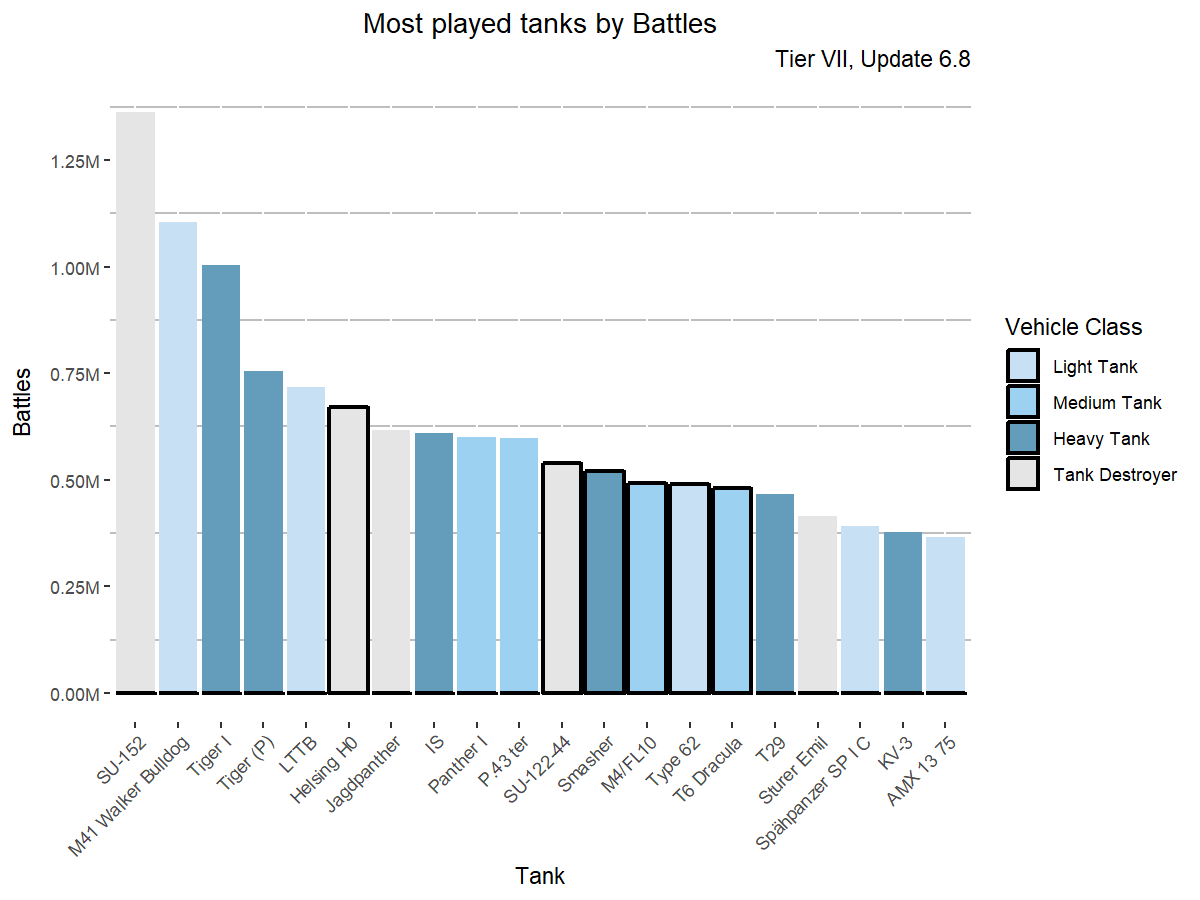 Most played tanks by Battles
Tier VII, Update 6.8
Battles
1.25M
1.00M
0.75M
0.50M
0.25M
0.00M
SU-152
M41 Walker Bulldog
Tiger I
Tiger (P)
LTTB
Helsing H0
Jagdpanther
IS
Panther I
P.43 ter
SU-122-44
Smasher
M4/FL10
Type 62
T6 Dracula
T29
Sturer Emil
Spähpanzer SP I C
KV-3
AMX 13 75
Tank
Vehicle Class
Light Tank
Medium Tank
Heavy Tank
Tank Destroyer